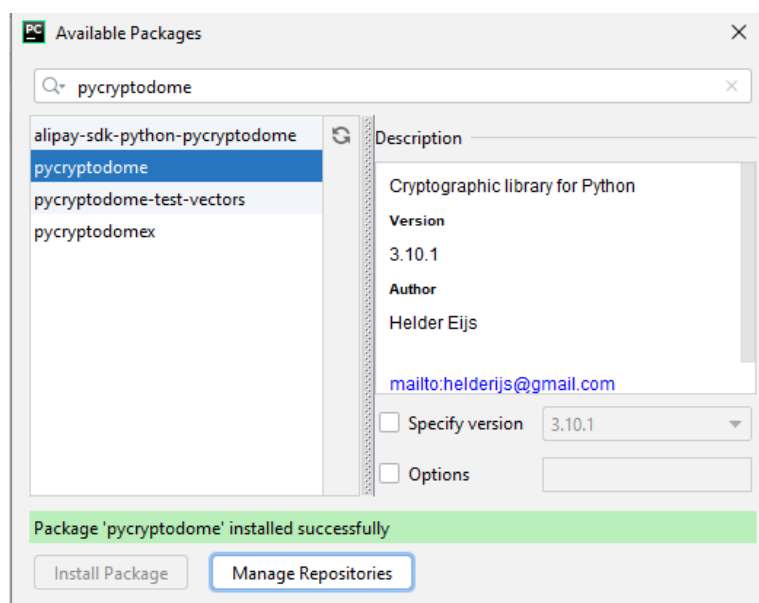 PC Available Packages
pycryptodome
alipay-sdk-python-pycryptodome
pycryptodome
pycryptodome-test-vectors
pycryptodomex
Description
Cryptographic library for Python
Version
3.10.1
Author
Helder Eijs
mailto:helderijs@gmail.com
Specify version 3.10.1
Options
Package 'pycryptodome' installed successfully
Install Package Manage Repositories